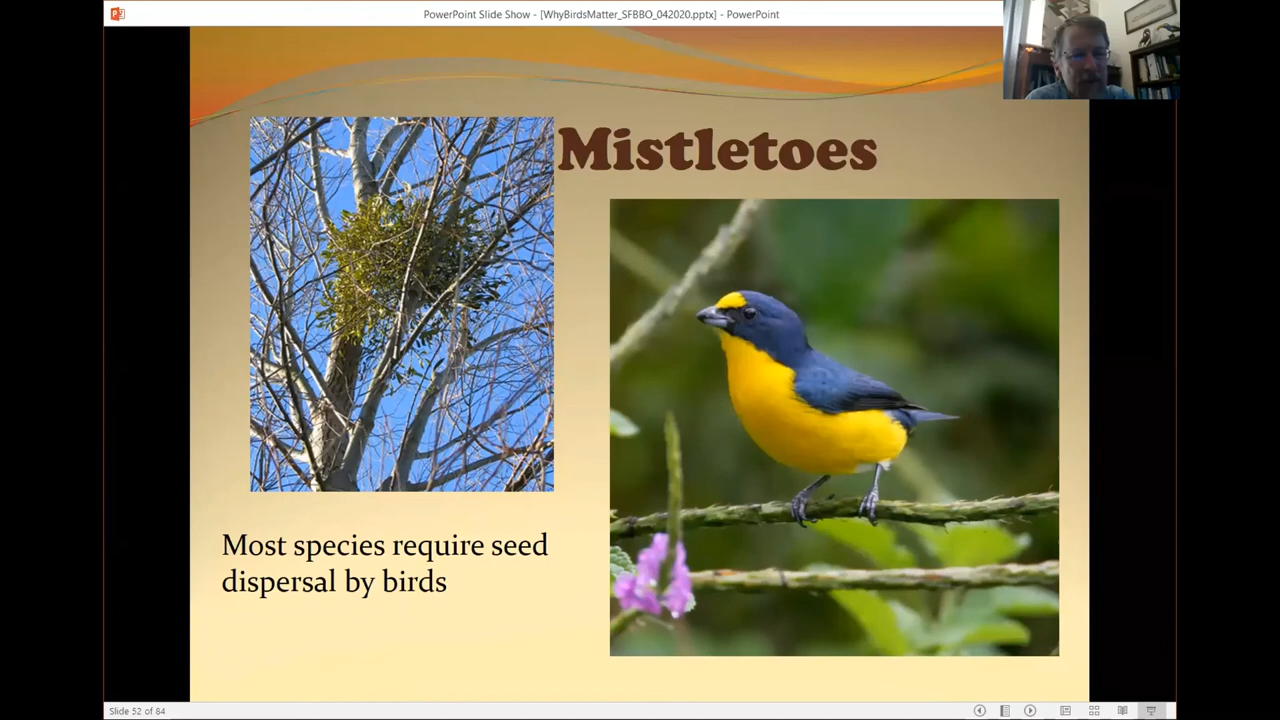 PowerPoint Slide Show - [WhyBirdsMatter_SFBBO_042020.pptx] - PowerPoint
Mistletoes
Most species require seed
dispersal by birds
Slide 52 of 84